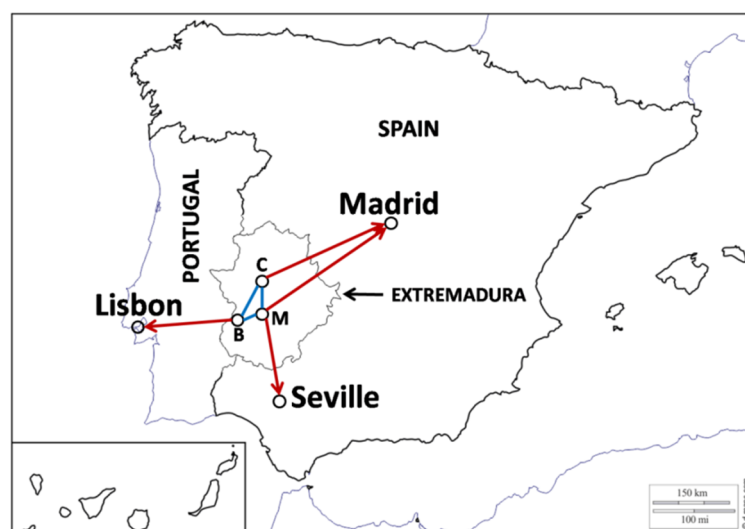 SPAIN
PORTUGAL
Madrid
C
EXTREMADURA
Lisbon
M
B
Seville
150 km
100 mi